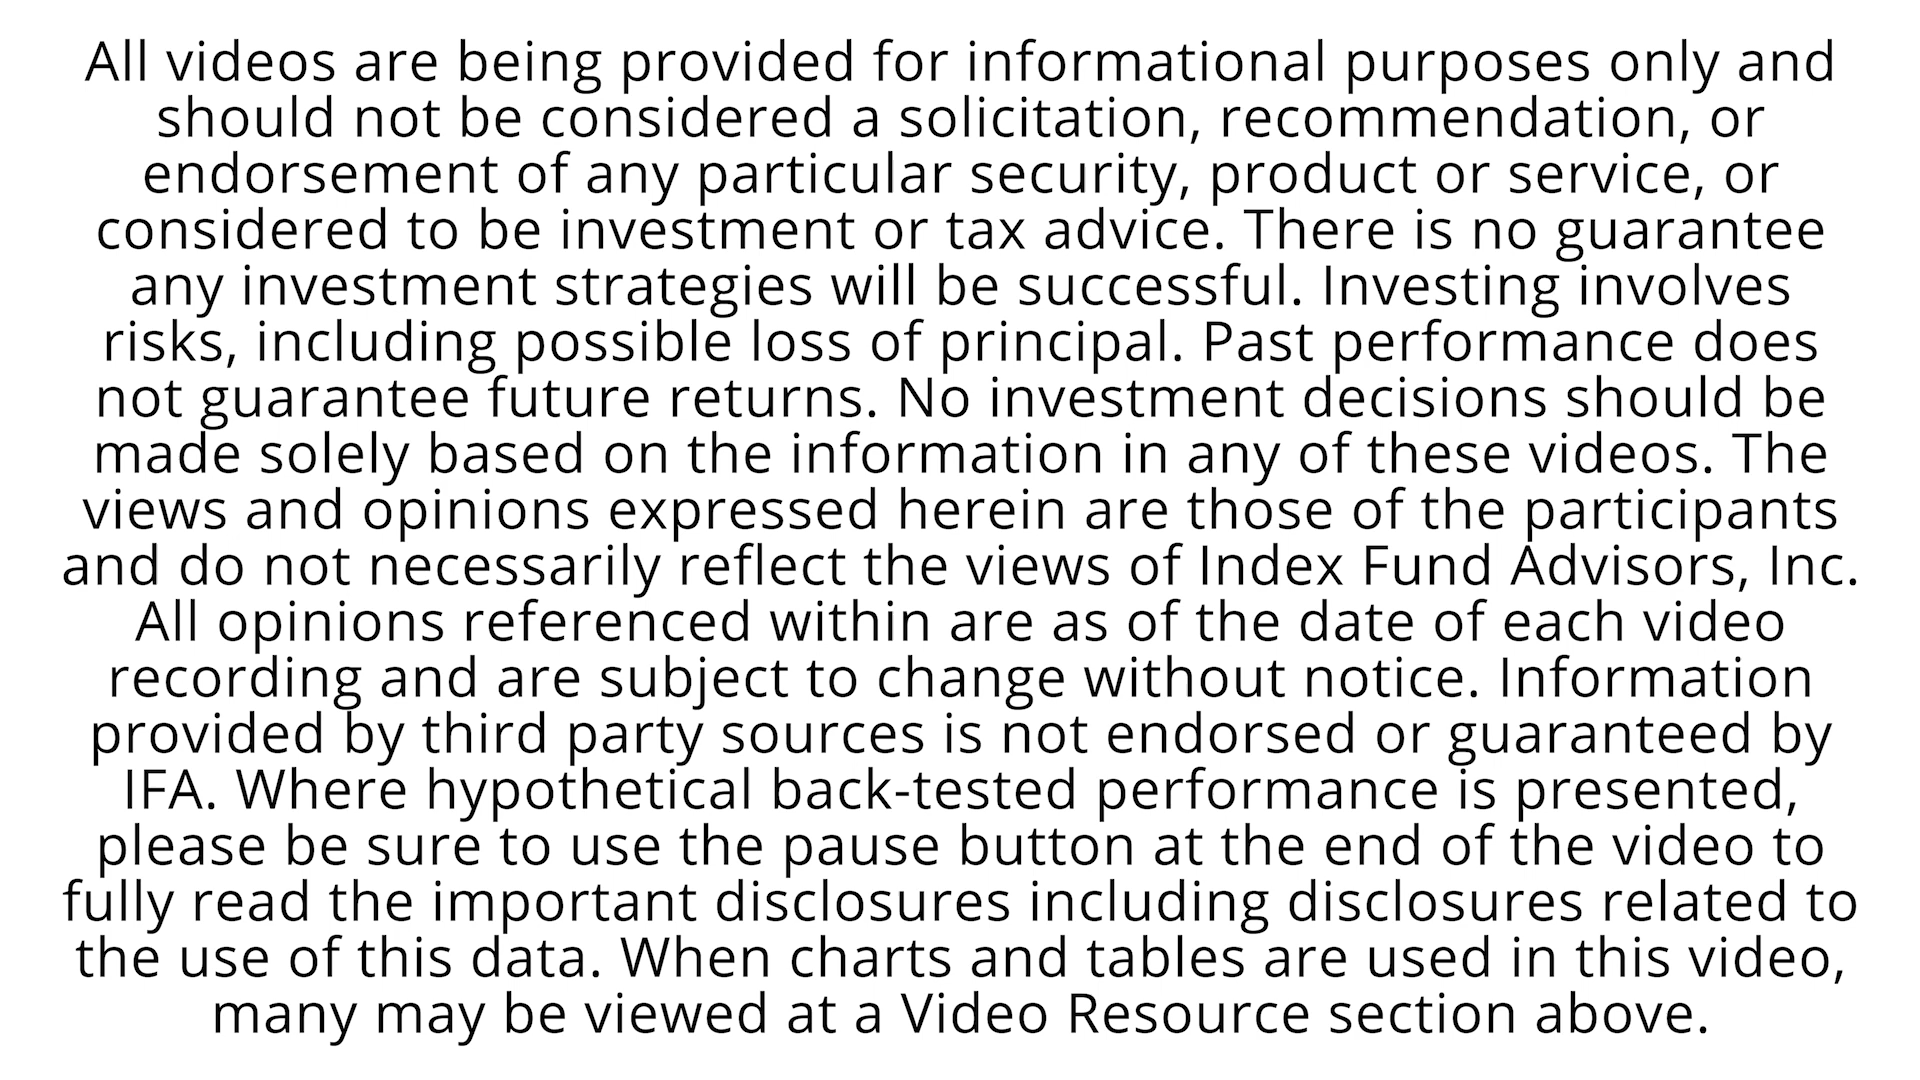 All videos are being provided for informational purposes only and
should not be considered a solicitation, recommendation, or
endorsement of any particular security, product or service, or
considered to be investment or tax advice. There is no guarantee
any investment strategies will be successful. Investing involves
risks, including possible loss of principal. Past performance does
not guarantee future returns. No investment decisions should be
made solely based on the information in any of these videos. The
views and opinions expressed herein are those of the participants
and do not necessarily reflect the views of Index Fund Advisors, Inc.
All opinions referenced within are as of the date of each video
recording and are subject to change without notice. Information
provided by third party sources is not endorsed or guaranteed by
IFA. Where hypothetical back-tested performance is presented,
please be sure to use the pause button at the end of the video to
fully read the important disclosures including disclosures related to
the use of this data. When charts and tables are used in this video,
many may be viewed at a Video Resource section above.